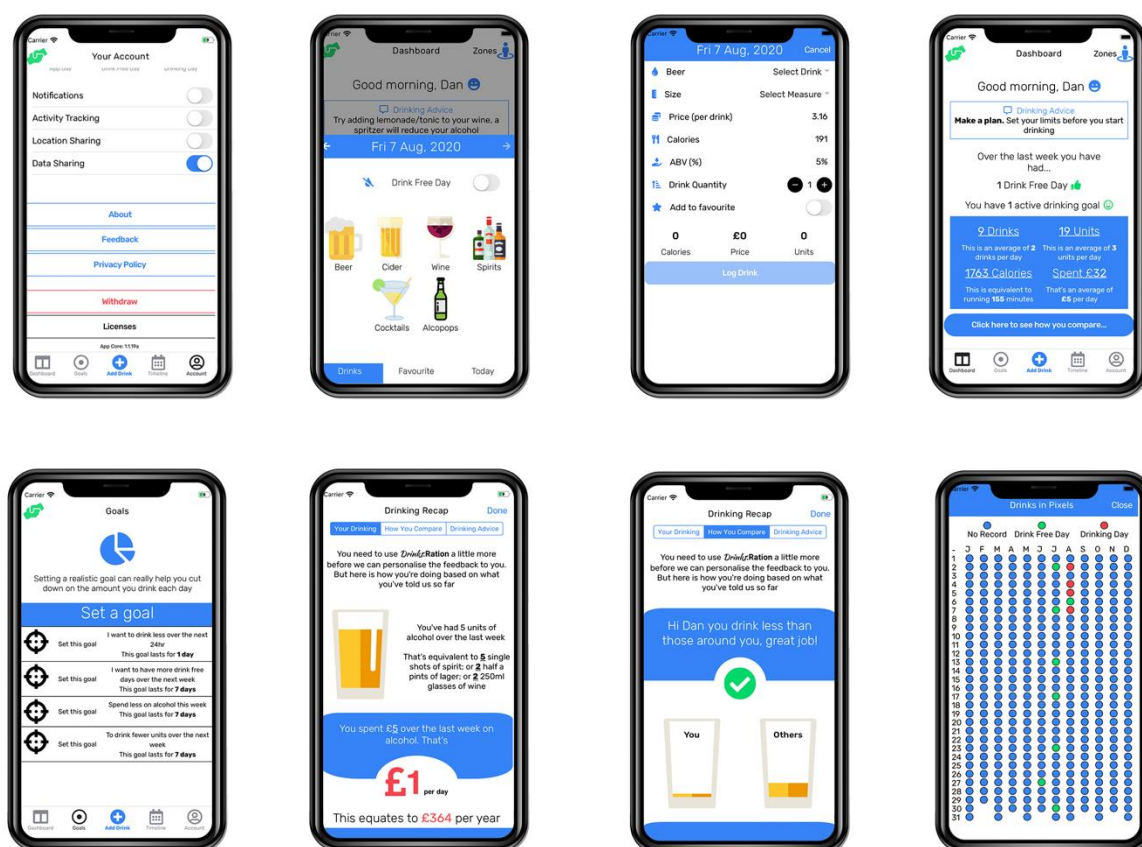 Carrier
Your Account
App Day Drink Free Day Drinking Day
Notifications
Activity Tracking
Location Sharing
Data Sharing
About
Feedback
Privacy Policy
Withdraw
Licenses
App Core: 1.1.19a
Dashboard Goals Add Drink Timeline Account
Carrier
Dashboard Zones
Good morning, Dan
Drinking Advice
Try adding lemonade/tonic to your wine, a
spritzer will reduce your alcohol
← Fri 7 Aug, 2020 →
Drink Free Day
Beer Cider Wine Spirits
Cocktails Alcopops
Drinks Favourite Today
Carrier
Fri 7 Aug, 2020 Cancel
Beer Select Drink
Size Select Measure
Price (per drink) 3.16
Calories 191
ABV (%) 5%
Drink Quantity 1
Add to favourite
0 £0 0
Calories Price Units
Log Drink
Carrier
Dashboard Zones
Good morning, Dan
Drinking Advice
Make a plan. Set your limits before you start
drinking
Over the last week you have
had...
1 Drink Free Day
You have 1 active drinking goal
9 Drinks 19 Units
This is an average of 2 This is an average of 3
drinks per day units per day
1763 Calories Spent £32
This is equivalent to That's an average of
running 155 minutes £5 per day
Click here to see how you compare...
Dashboard Goals Add Drink Timeline Account
Carrier
Goals
Setting a realistic goal can really help you cut
down on the amount you drink each day
Set a goal
Set this goal
I want to drink less over the next
24hr
This goal lasts for 1 day
Set this goal
I want to have more drink free
days over the next week
This goal lasts for 7 days
Set this goal
Spend less on alcohol this week
This goal lasts for 7 days
Set this goal
To drink fewer units over the next
week
This goal lasts for 7 days
Dashboard Goals Add Drink Timeline Account
Carrier
Drinking Recap Done
Your Drinking How You Compare Drinking Advice
You need to use Drinks:Ration a little more
before we can personalise the feedback to you.
But here is how you're doing based on what
you've told us so far
You've had 5 units of
alcohol over the last week
That's equivalent to 5 single
shots of spirit; or 2 half a
pints of lager; or 2 250ml
glasses of wine
You spent £5 over the last week on
alcohol. That's
£1 per day
This equates to £364 per year
Carrier
Drinking Recap Done
Your Drinking How You Compare Drinking Advice
You need to use Drinks:Ration a little more
before we can personalise the feedback to you.
But here is how you're doing based on what
you've told us so far
Hi Dan you drink less than
those around you, great job!
You Others
Carrier
Drinks in Pixels Close
No Record Drink Free Day Drinking Day
- J F M A M J J A S O N D
1
2
3
4
5
6
7
8
9
10
11
12
13
14
15
16
17
18
19
20
21
22
23
24
25
26
27
28
29
30
31